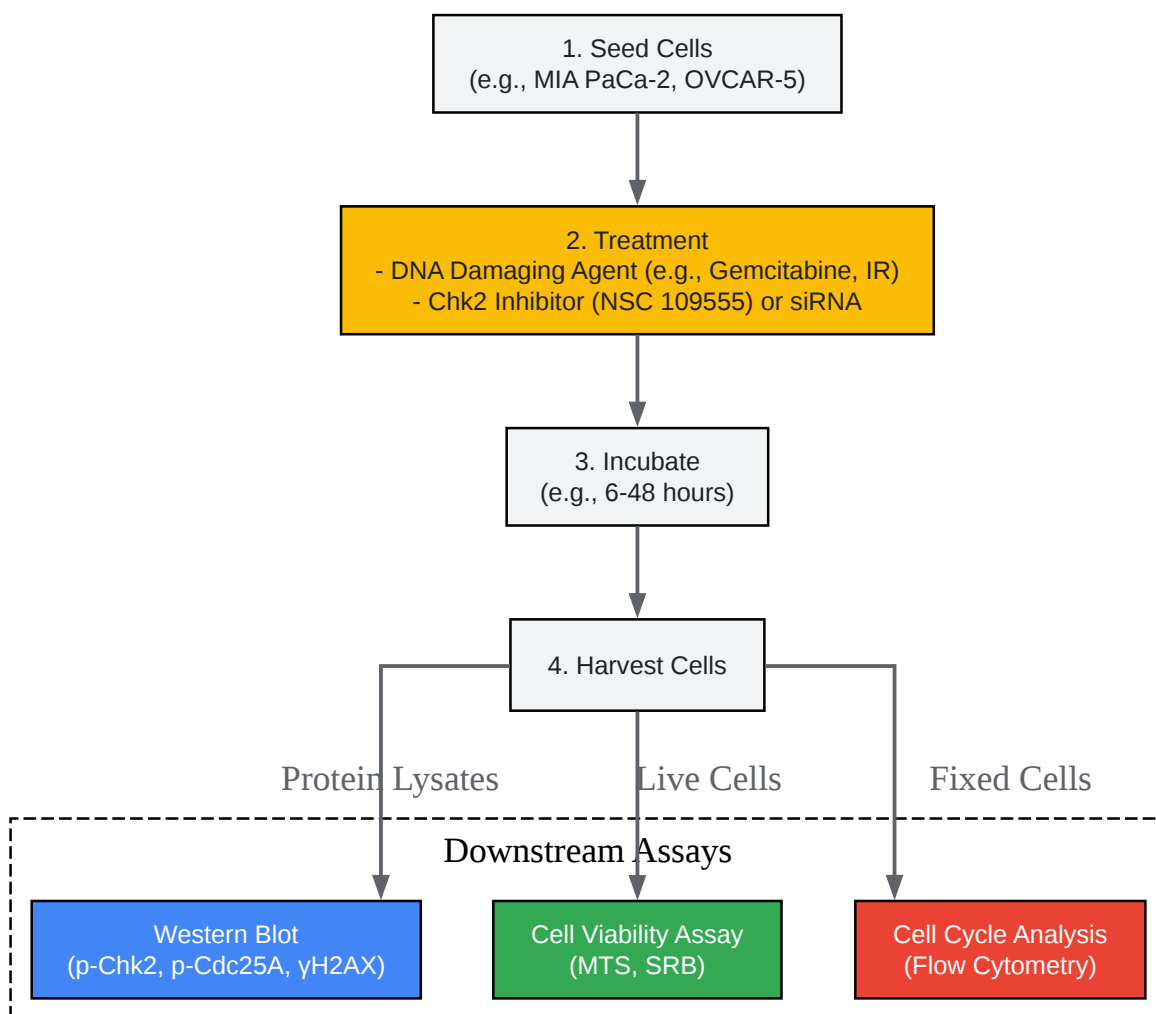 1. Seed Cells
(e.g., MIA PaCa-2, OVCAR-5)
2. Treatment
- DNA Damaging Agent (e.g., Gemcitabine, IR)
- Chk2 Inhibitor (NSC 109555) or siRNA
3. Incubate
(e.g., 6-48 hours)
4. Harvest Cells
Protein Lysates
Live Cells
Fixed Cells
Downstream Assays
Western Blot
(p-Chk2, p-Cdc25A, γH2AX)
Cell Viability Assay
(MTS, SRB)
Cell Cycle Analysis
(Flow Cytometry)